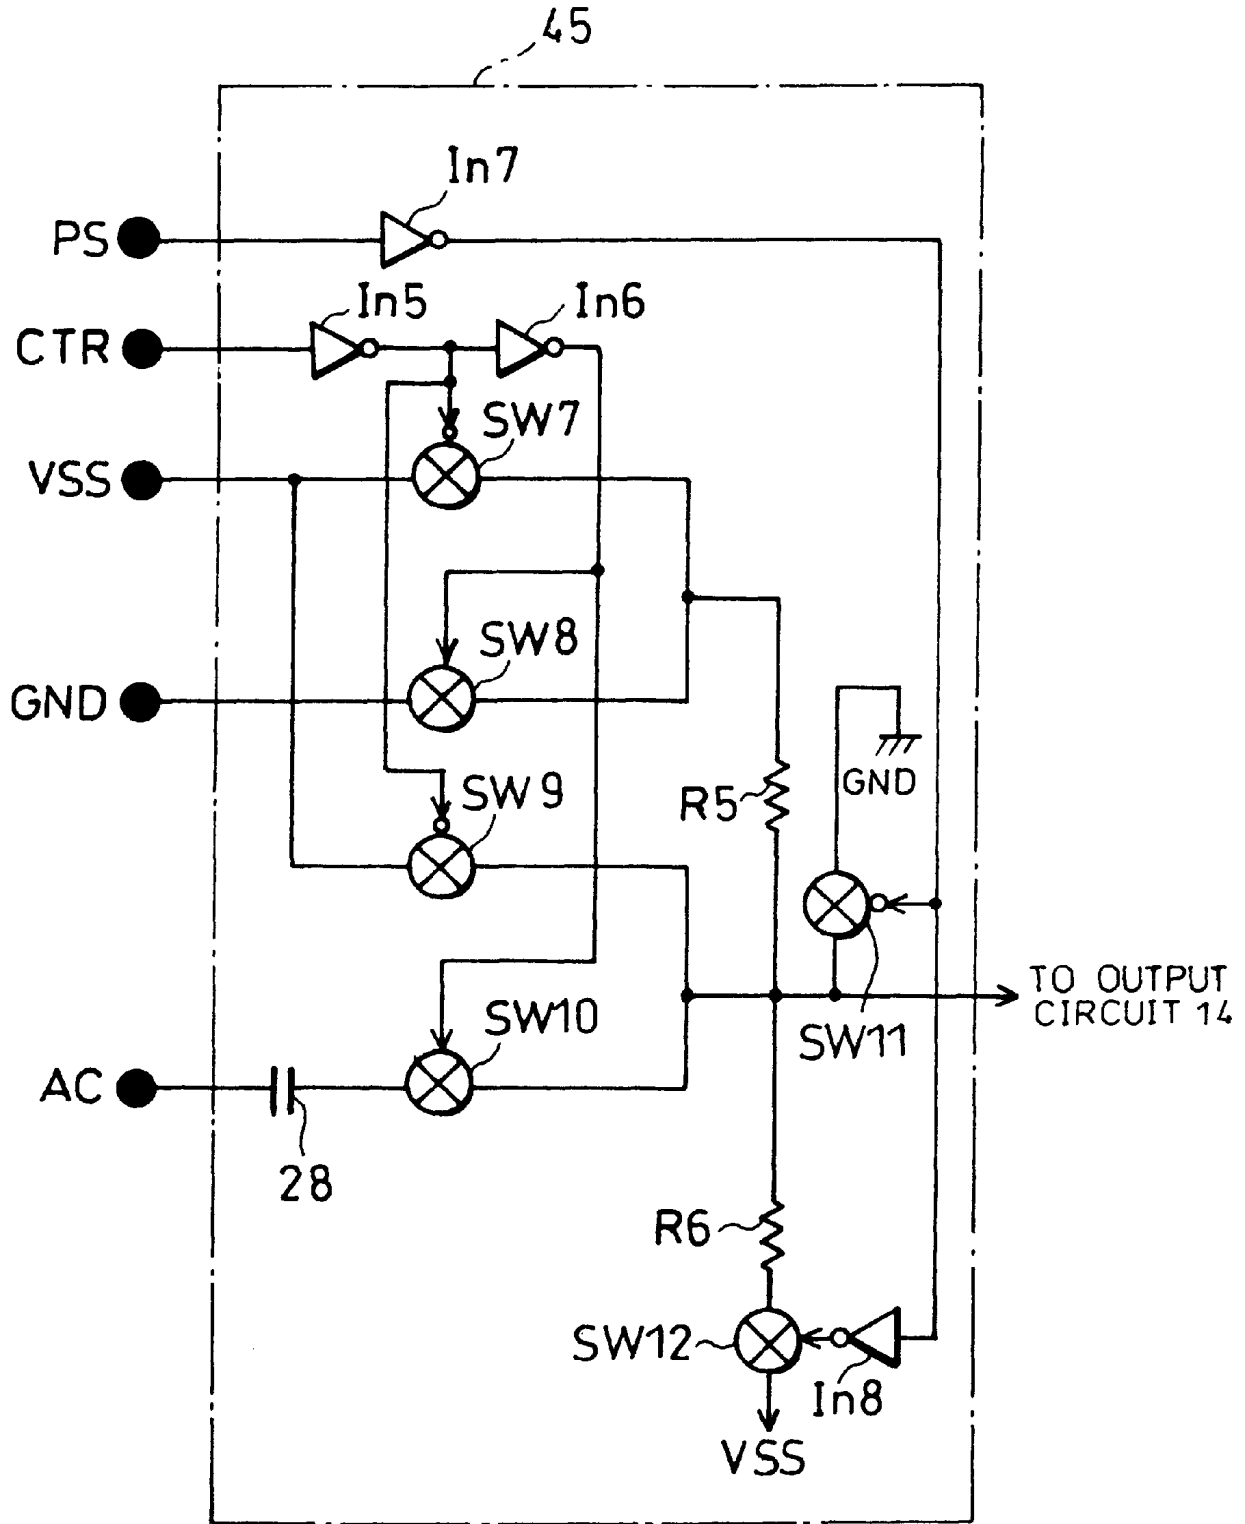 45
In7
PS
In5
In6
CTR
SW7
VSS
SW8
GND
SW9
R5
GND
SW10
SW11
TO OUTPUT
CIRCUIT 14
AC
28
R6
SW12
In8
VSS